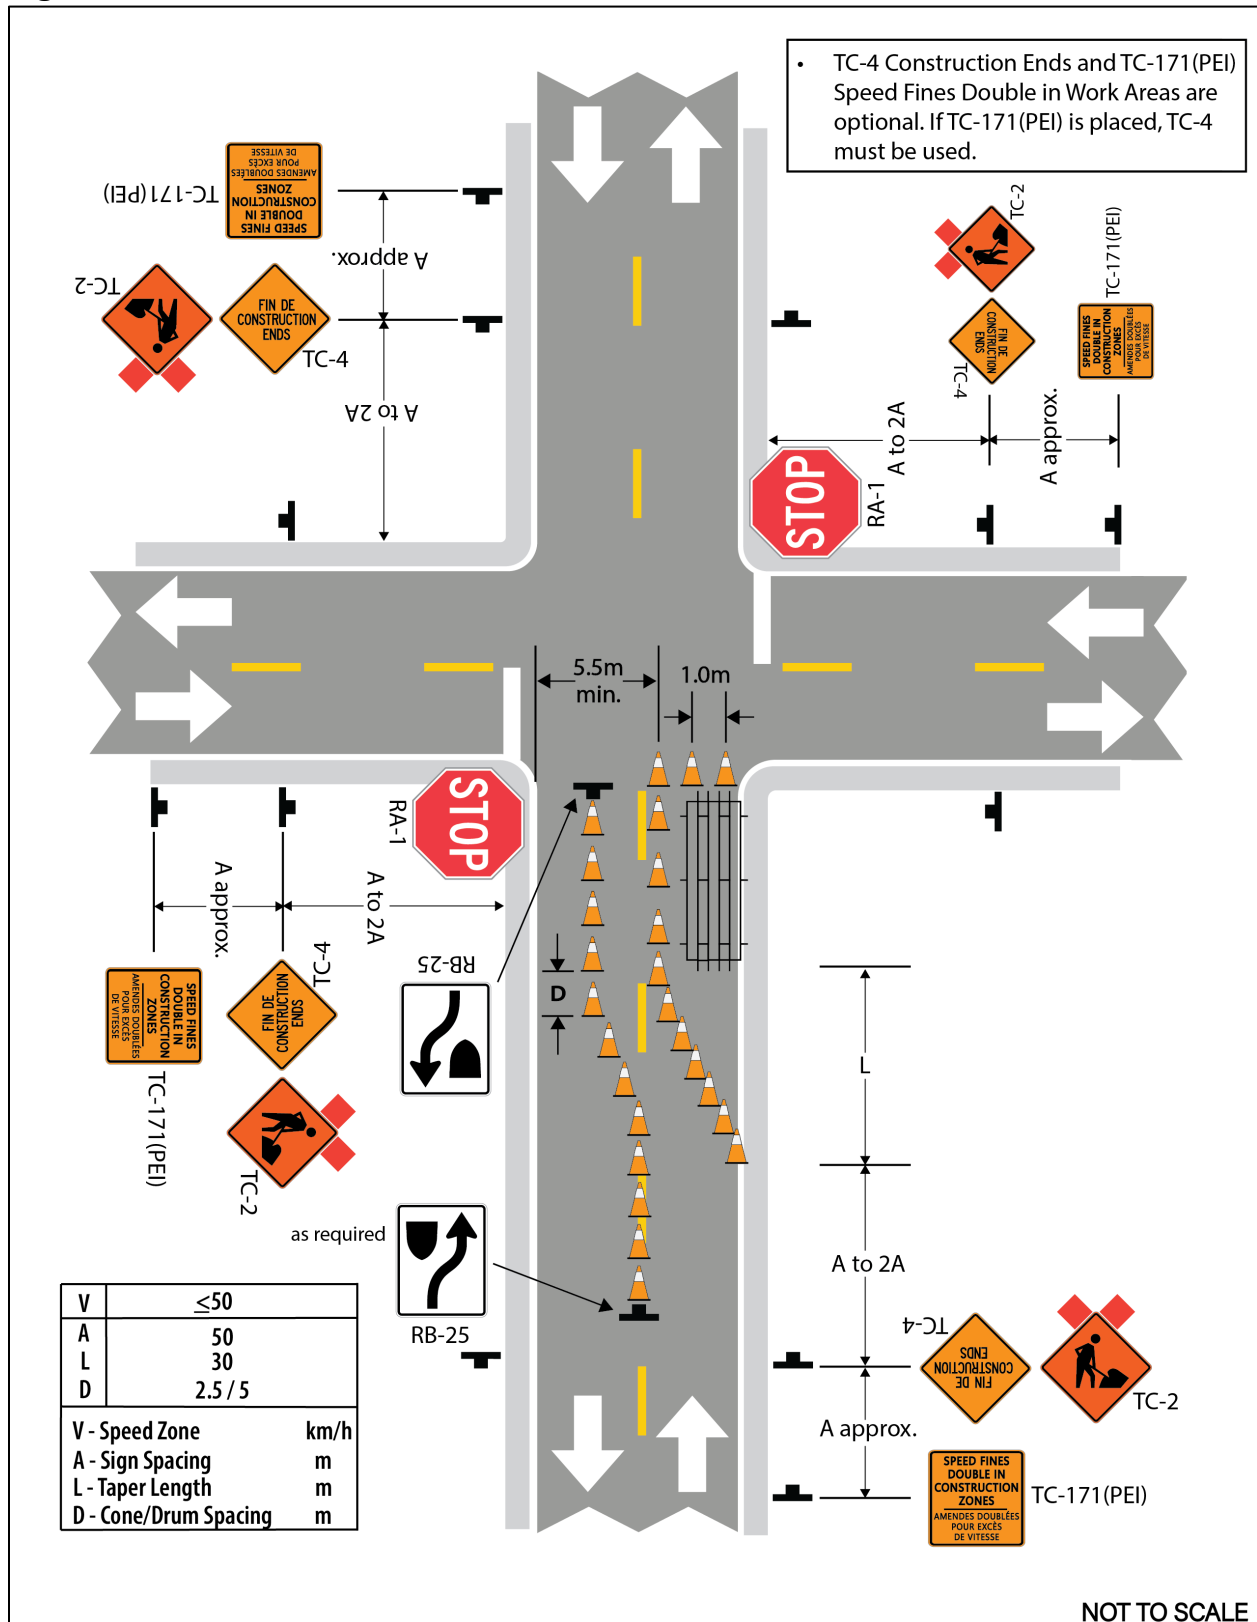 • TC-4 Construction Ends and TC-171(PEI)
Speed Fines Double in Work Areas are
optional. If TC-171(PEI) is placed, TC-4
must be used.
TC-171(PEI)
SPEED FINES
DOUBLE IN
CONSTRUCTION
ZONES
AMENDES DOUBLÉES
POUR EXCÈS
DE VITESSE
A approx.
TC-2
FIN DE
CONSTRUCTION
ENDS
TC-4
A to 2A
TC-2
TC-171(PEI)
FIN DE
CONSTRUCTION
ENDS
TC-4
SPEED FINES
DOUBLE IN
CONSTRUCTION
ZONES
AMENDES DOUBLÉES
POUR EXCÈS
DE VITESSE
A to 2A
A approx.
STOP
RA-1
5.5m
min.
1.0m
STOP
RA-1
A approx.
A to 2A
TC-4
RB-25
D
SPEED FINES
DOUBLE IN
CONSTRUCTION
ZONES
AMENDES DOUBLÉES
POUR EXCÈS
DE VITESSE
FIN DE
CONSTRUCTION
ENDS
TC-171(PEI)
TC-2
L
as required
RB-25
A to 2A
TC-4
FIN DE
CONSTRUCTION
ENDS
TC-2
A approx.
SPEED FINES
DOUBLE IN
CONSTRUCTION
ZONES
AMENDES DOUBLÉES
POUR EXCÈS
DE VITESSE
TC-171(PEI)
V ≤50
A 50
L 30
D 2.5 / 5
V - Speed Zone km/h
A - Sign Spacing m
L - Taper Length m
D - Cone/Drum Spacing m
NOT TO SCALE